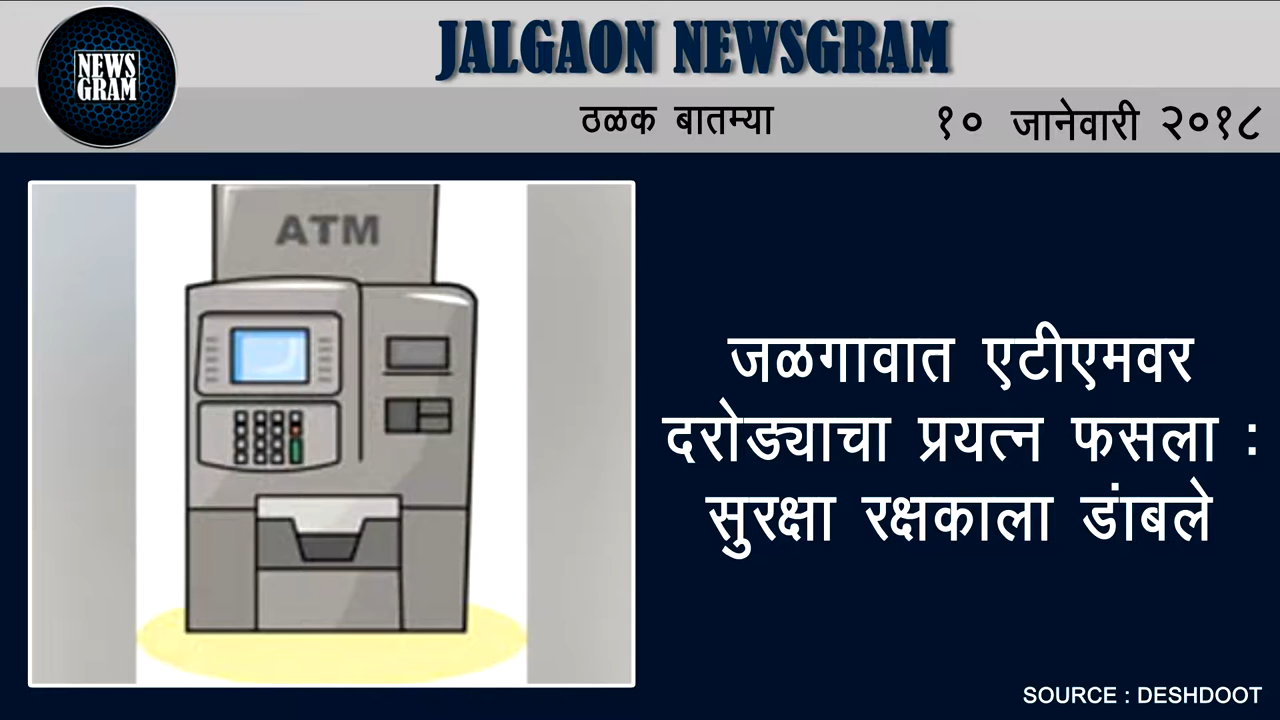 NEWS
GRAM
JALGAON NEWSGRAM
ठळक बातम्या
१० जानेवारी २०१८
ATM
जळगावात एटीएमवर
दरोड्याचा प्रयत्न फसला :
सुरक्षा रक्षकाला डांबले
SOURCE : DESHDOOT